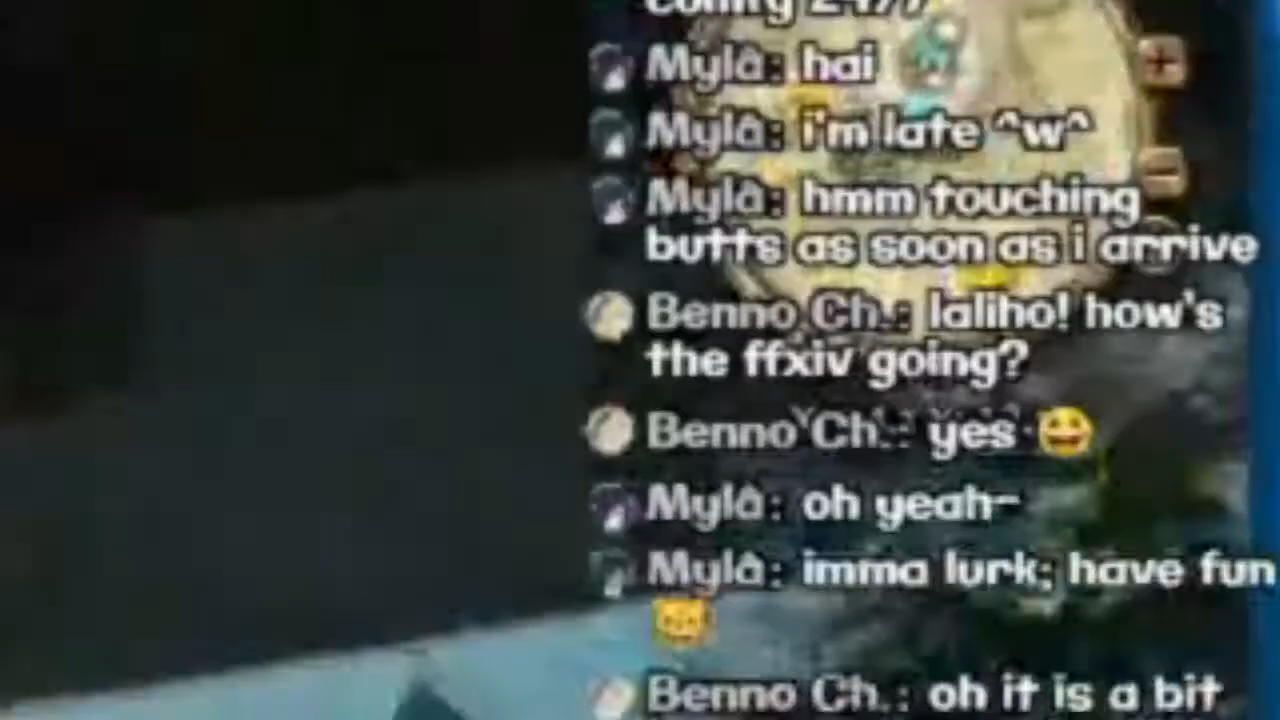 Mylà: hai
Mylà: i'm late ^w^
Mylà: hmm touching
butts as soon as i arrive
Benno Ch.: laliho! how's
the ffxiv going?
Benno Ch.: yes 😄
Mylà: oh yeah~
Mylà: imma lurk; have fun
Benno Ch.: oh it is a bit